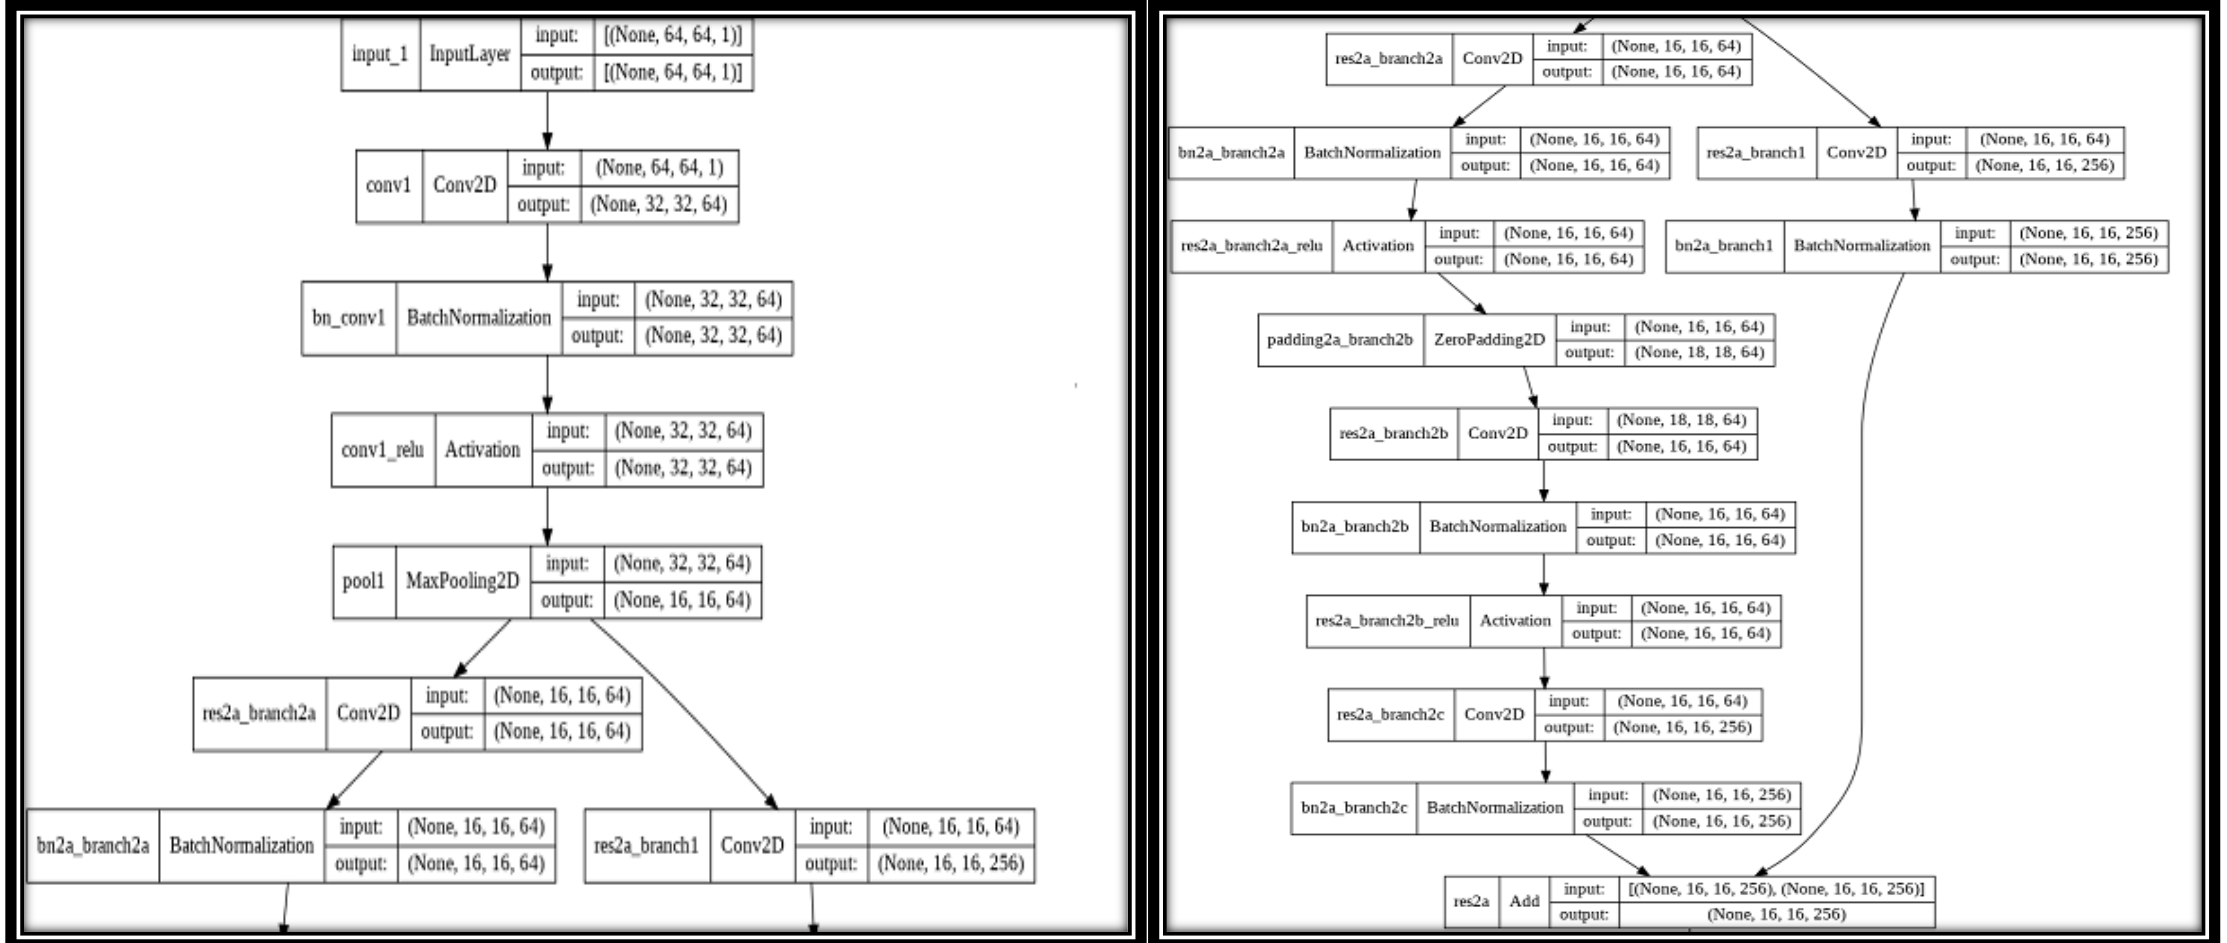 input_1 InputLayer input: [(None, 64, 64, 1)]
output: [(None, 64, 64, 1)]
conv1 Conv2D input: (None, 64, 64, 1)
output: (None, 32, 32, 64)
bn_conv1 BatchNormalization input: (None, 32, 32, 64)
output: (None, 32, 32, 64)
conv1_relu Activation input: (None, 32, 32, 64)
output: (None, 32, 32, 64)
pool1 MaxPooling2D input: (None, 32, 32, 64)
output: (None, 16, 16, 64)
res2a_branch2a Conv2D input: (None, 16, 16, 64)
output: (None, 16, 16, 64)
bn2a_branch2a BatchNormalization input: (None, 16, 16, 64)
output: (None, 16, 16, 64)
res2a_branch1 Conv2D input: (None, 16, 16, 64)
output: (None, 16, 16, 256)
res2a_branch2a Conv2D input: (None, 16, 16, 64)
output: (None, 16, 16, 64)
bn2a_branch2a BatchNormalization input: (None, 16, 16, 64)
output: (None, 16, 16, 64)
res2a_branch1 Conv2D input: (None, 16, 16, 64)
output: (None, 16, 16, 256)
res2a_branch2a_relu Activation input: (None, 16, 16, 64)
output: (None, 16, 16, 64)
bn2a_branch1 BatchNormalization input: (None, 16, 16, 256)
output: (None, 16, 16, 256)
padding2a_branch2b ZeroPadding2D input: (None, 16, 16, 64)
output: (None, 18, 18, 64)
res2a_branch2b Conv2D input: (None, 18, 18, 64)
output: (None, 16, 16, 64)
bn2a_branch2b BatchNormalization input: (None, 16, 16, 64)
output: (None, 16, 16, 64)
res2a_branch2b_relu Activation input: (None, 16, 16, 64)
output: (None, 16, 16, 64)
res2a_branch2c Conv2D input: (None, 16, 16, 64)
output: (None, 16, 16, 256)
bn2a_branch2c BatchNormalization input: (None, 16, 16, 256)
output: (None, 16, 16, 256)
res2a Add input: [(None, 16, 16, 256), (None, 16, 16, 256)]
output: (None, 16, 16, 256)